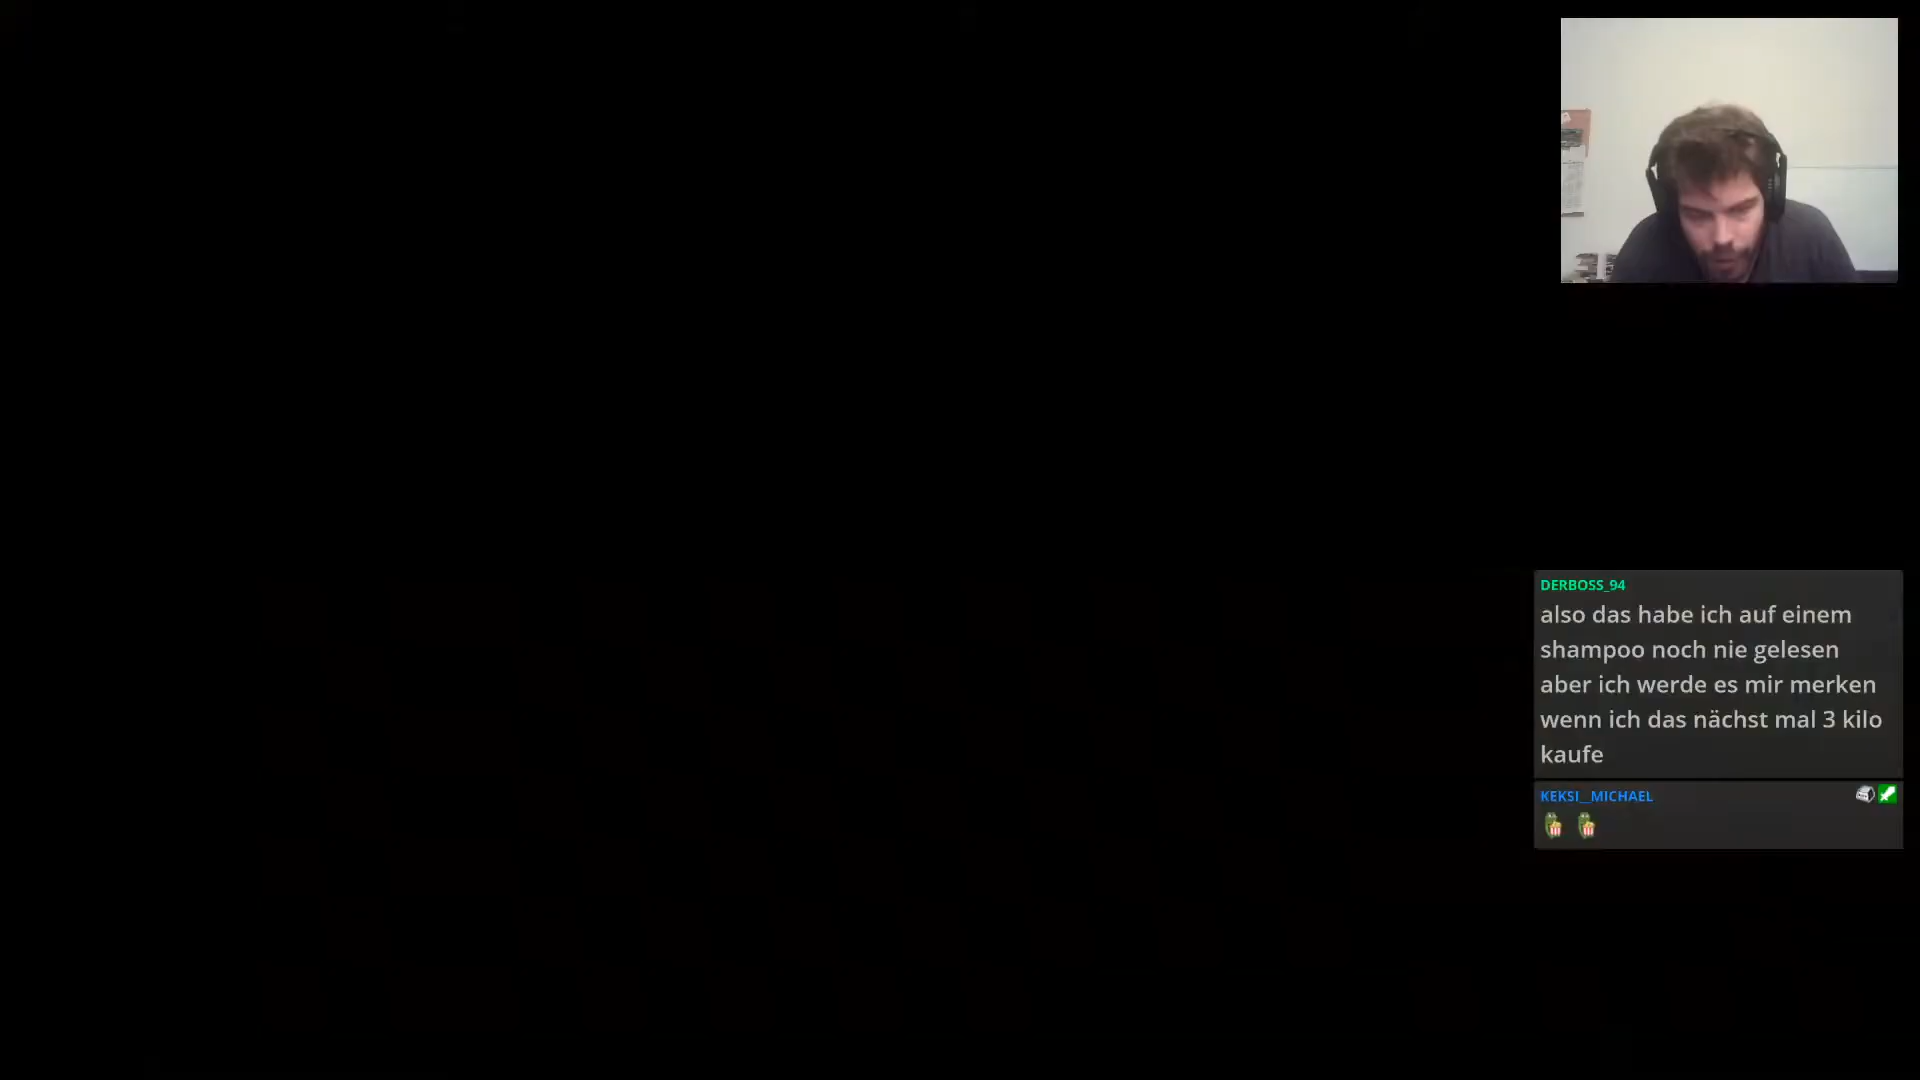 DERBOSS_94
also das habe ich auf einem
shampoo noch nie gelesen
aber ich werde es mir merken
wenn ich das nächst mal 3 kilo
kaufe
KEKSI__MICHAEL